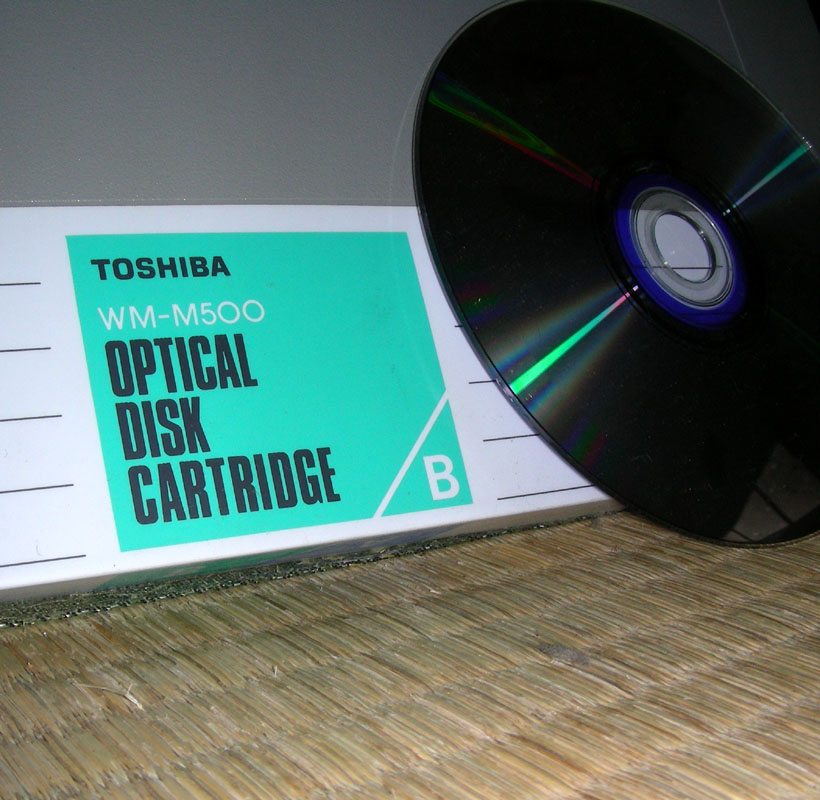 TOSHIBA
WM-M500
OPTICAL
DISK
CARTRIDGE
B